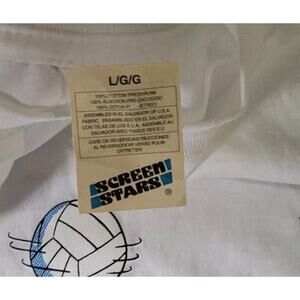 L/G/G
100% COTTON PRESHRUNK
100% ALGODON PRE-ENCOGIDO
100% COTON
ASSEMBLED IN EL SALVADOR OF U.S.A.
FABRIC. ENSAMBLADO EN EL SALVADOR
CON TELAS DE LOS E.U.A. ASSEMBLE AU
SALVADOR AVEC TISSUS DES E.U.
CARE ON REVERSE/INSTRUCCIONES
AL REVERSO/VOIR VERSO POUR
ENTRETIEN
SCREEN
STARS
®